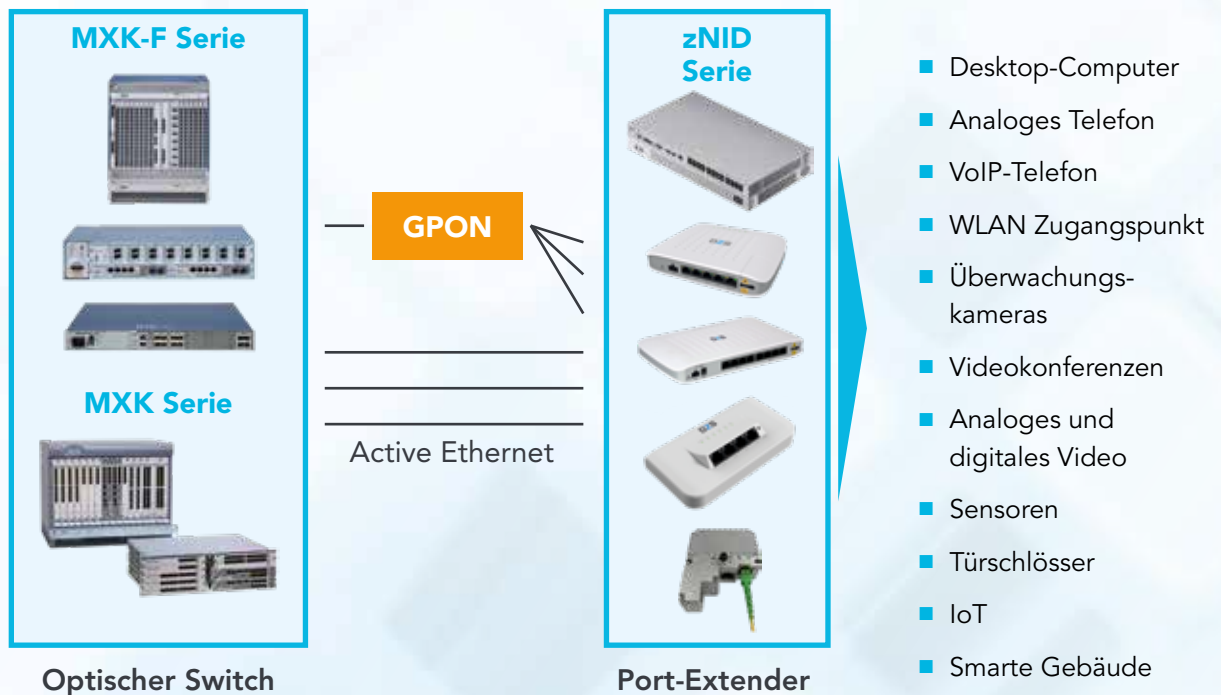 MXK-F Serie
MXK Serie
Optischer Switch
GPON
Active Ethernet
zNID
Serie
Port-Extender
Desktop-Computer
Analoges Telefon
VoIP-Telefon
WLAN Zugangspunkt
Überwachungs-
kameras
Videokonferenzen
Analoges und
digitales Video
Sensoren
Türschlösser
IoT
Smarte Gebäude